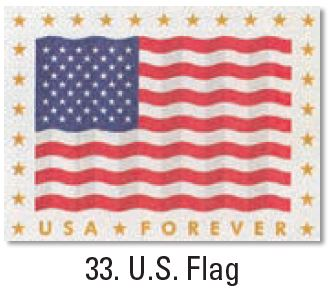 USA ★ FOREVER
33. U.S. Flag